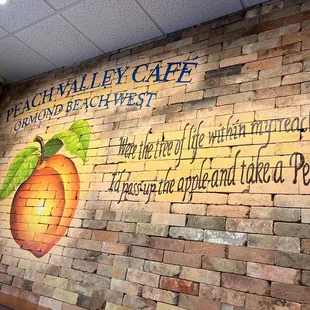 PEACH VALLEY CAFE
ORMOND BEACH WEST
Were the tree of life within my reach
I'd pass up the apple and take a Pe